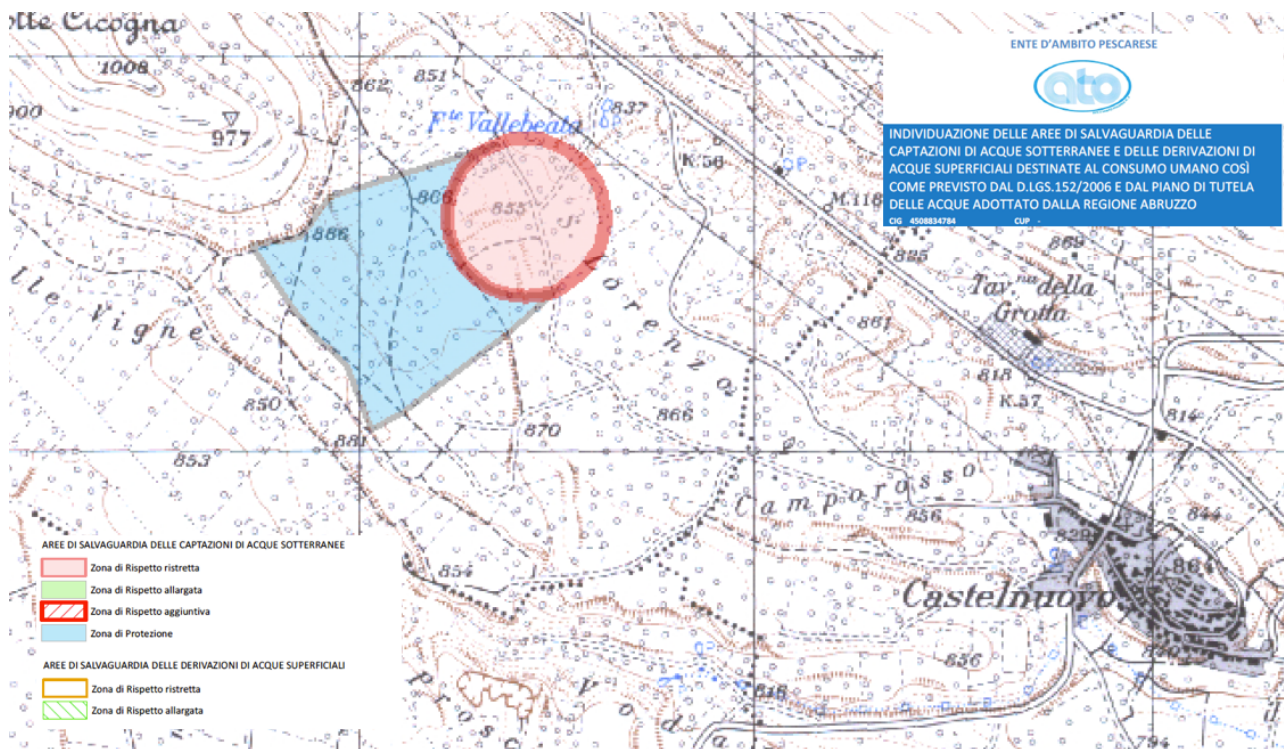 Cicogna
1008
977
862
851
837
F.te Vallebeata
K.56
M.118
866
855
886
835
869
Tav.na della
Grotta
861
818
K.57
814
lle Vigne
850
866
881
870
853
Camporosso
856
829
844
864
854
Castelnuovo
856
816
794
il
ENTE D'AMBITO PESCARESE
ato
INDIVIDUAZIONE DELLE AREE DI SALVAGUARDIA DELLE
CAPTAZIONI DI ACQUE SOTTERRANEE E DELLE DERIVAZIONI DI
ACQUE SUPERFICIALI DESTINATE AL CONSUMO UMANO COSÌ
COME PREVISTO DAL D.LGS.152/2006 E DAL PIANO DI TUTELA
DELLE ACQUE ADOTTATO DALLA REGIONE ABRUZZO
CIG 4508834784 CUP -
AREE DI SALVAGUARDIA DELLE CAPTAZIONI DI ACQUE SOTTERRANEE
Zona di Rispetto ristretta
Zona di Rispetto allargata
Zona di Rispetto aggiuntiva
Zona di Protezione
AREE DI SALVAGUARDIA DELLE DERIVAZIONI DI ACQUE SUPERFICIALI
Zona di Rispetto ristretta
Zona di Rispetto allargata